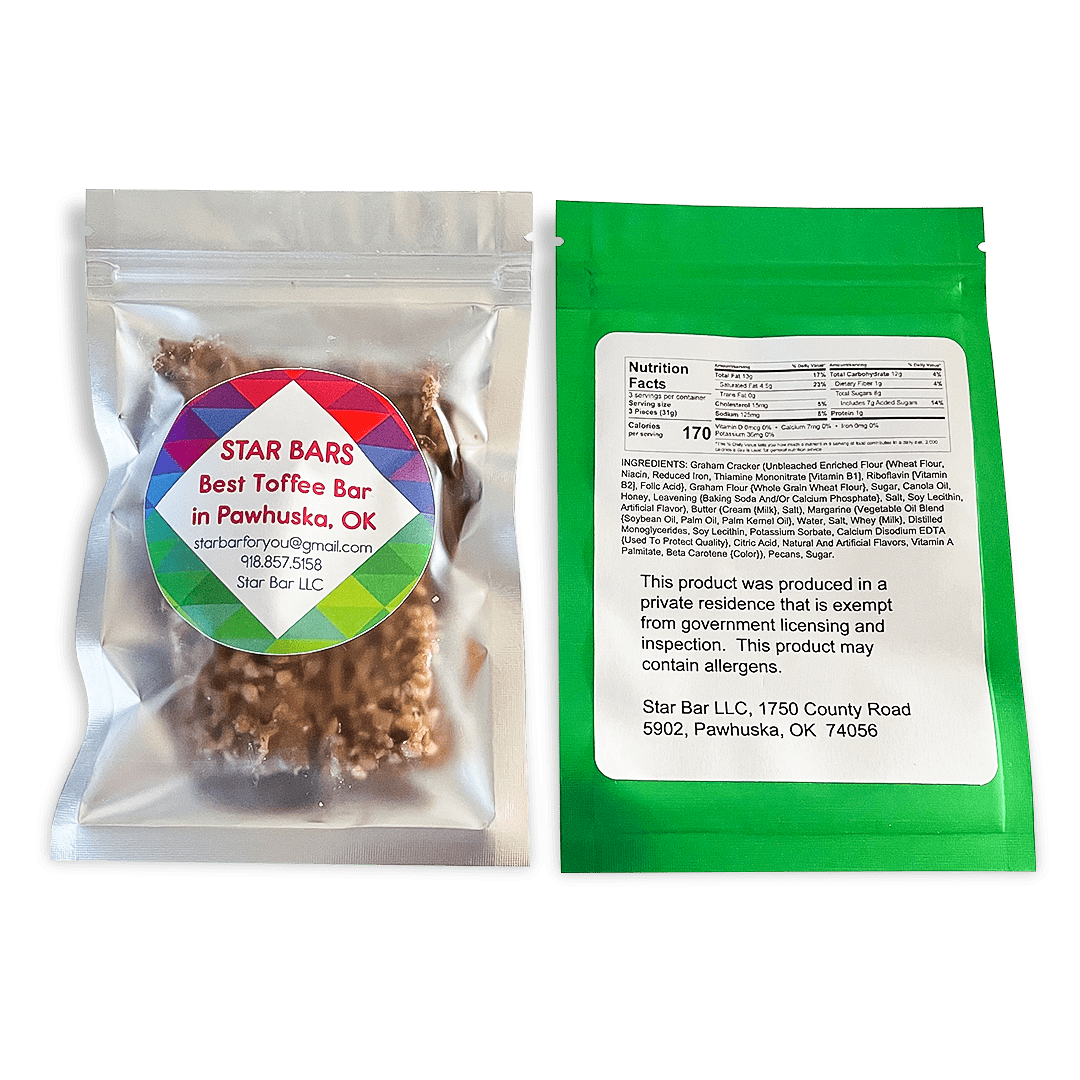 STAR BARS
Best Toffee Bar
in Pawhuska, OK
starbarforyou@gmail.com
918.857.5158
Star Bar LLC
Nutrition
Facts
3 servings per container
Serving size
3 Pieces (31g)
Calories
per serving
170
Amount/serving % Daily Value*
Total Fat 13g 17%
Saturated Fat 4.5g 23%
Trans Fat 0g
Cholesterol 15mg 5%
Sodium 125mg 5%
Amount/serving % Daily Value*
Total Carbohydrate 12g 4%
Dietary Fiber 1g 4%
Total Sugars 8g
Includes 7g Added Sugars 14%
Protein 1g
Vitamin D 0mcg 0% • Calcium 7mg 0% • Iron 0mg 0%
Potassium 36mg 0%
INGREDIENTS: Graham Cracker (Unbleached Enriched Flour {Wheat Flour,
Niacin, Reduced Iron, Thiamine Mononitrate [Vitamin B1], Riboflavin [Vitamin
B2], Folic Acid}, Graham Flour {Whole Grain Wheat Flour}, Sugar, Canola Oil,
Honey, Leavening {Baking Soda And/Or Calcium Phosphate}, Salt, Soy Lecithin,
Artificial Flavor), Butter (Cream {Milk}, Salt), Margarine (Vegetable Oil Blend
{Soybean Oil, Palm Oil, Palm Kernel Oil}, Water, Salt, Whey {Milk}, Distilled
Monoglycerides, Soy Lecithin, Potassium Sorbate, Calcium Disodium EDTA
{Used To Protect Quality}, Citric Acid, Natural And Artificial Flavors, Vitamin A
Palmitate, Beta Carotene {Color}), Pecans, Sugar.
This product was produced in a
private residence that is exempt
from government licensing and
inspection. This product may
contain allergens.
Star Bar LLC, 1750 County Road
5902, Pawhuska, OK 74056